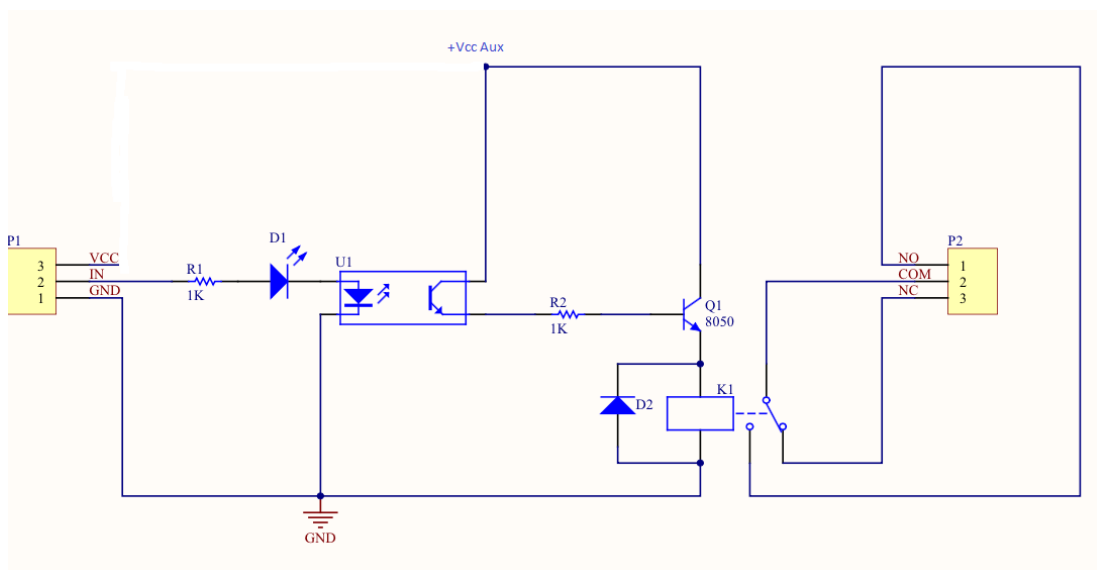 +Vcc Aux
P1
3 VCC
2 IN
1 GND
R1
1K
D1
U1
R2
1K
Q1
8050
D2
K1
GND
P2
NO 1
COM 2
NC 3